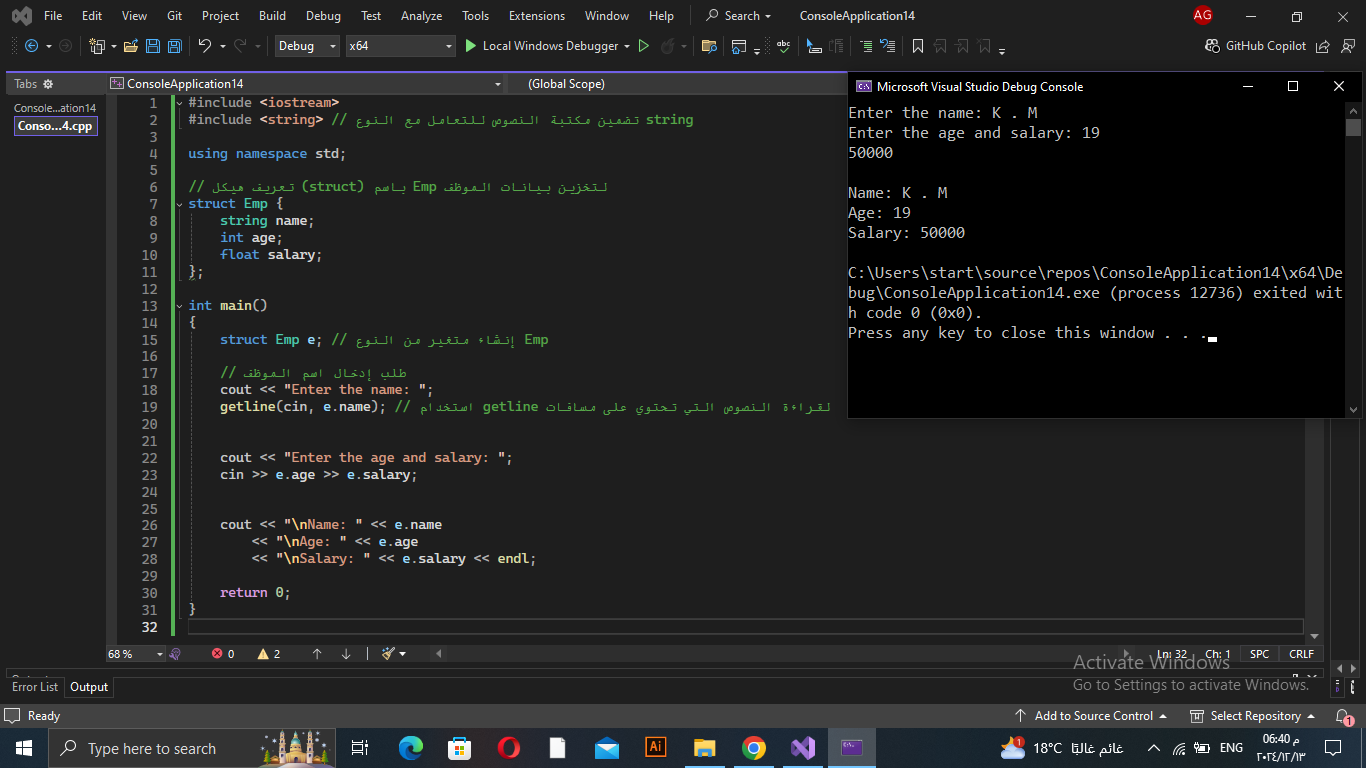 File Edit View Git Project Build Debug Test Analyze Tools Extensions Window Help Search ConsoleApplication14 AG
Debug x64 Local Windows Debugger GitHub Copilot
Tabs
Console...ation14
Conso...4.cpp
ConsoleApplication14 (Global Scope)
1 #include <iostream>
2 #include <string> // تضمين مكتبة النصوص للتعامل مع النوع string
3
4 using namespace std;
5
6 // تعريف هيكل (struct) باسم Emp لتخزين بيانات الموظف
7 struct Emp {
8 string name;
9 int age;
10 float salary;
11 };
12
13 int main()
14 {
15 struct Emp e; // إنشاء متغير من النوع Emp
16
17 // طلب إدخال اسم الموظف
18 cout << "Enter the name: ";
19 getline(cin, e.name); // استخدام getline لقراءة النصوص التي تحتوي على مسافات
20
21
22 cout << "Enter the age and salary: ";
23 cin >> e.age >> e.salary;
24
25
26 cout << "\nName: " << e.name
27 << "\nAge: " << e.age
28 << "\nSalary: " << e.salary << endl;
29
30 return 0;
31 }
32
Microsoft Visual Studio Debug Console
Enter the name: K . M
Enter the age and salary: 19
50000
Name: K . M
Age: 19
Salary: 50000
C:\Users\start\source\repos\ConsoleApplication14\x64\De
bug\ConsoleApplication14.exe (process 12736) exited wit
h code 0 (0x0).
Press any key to close this window . . .
68 % 0 2 Ln: 32 Ch: 1 SPC CRLF
Activate Windows
Go to Settings to activate Windows.
Error List Output
Ready Add to Source Control Select Repository 1
Type here to search Ai 1 18°C غائم غالبًا ENG 06:40 م
٢٠٢٤/١٢/١٣